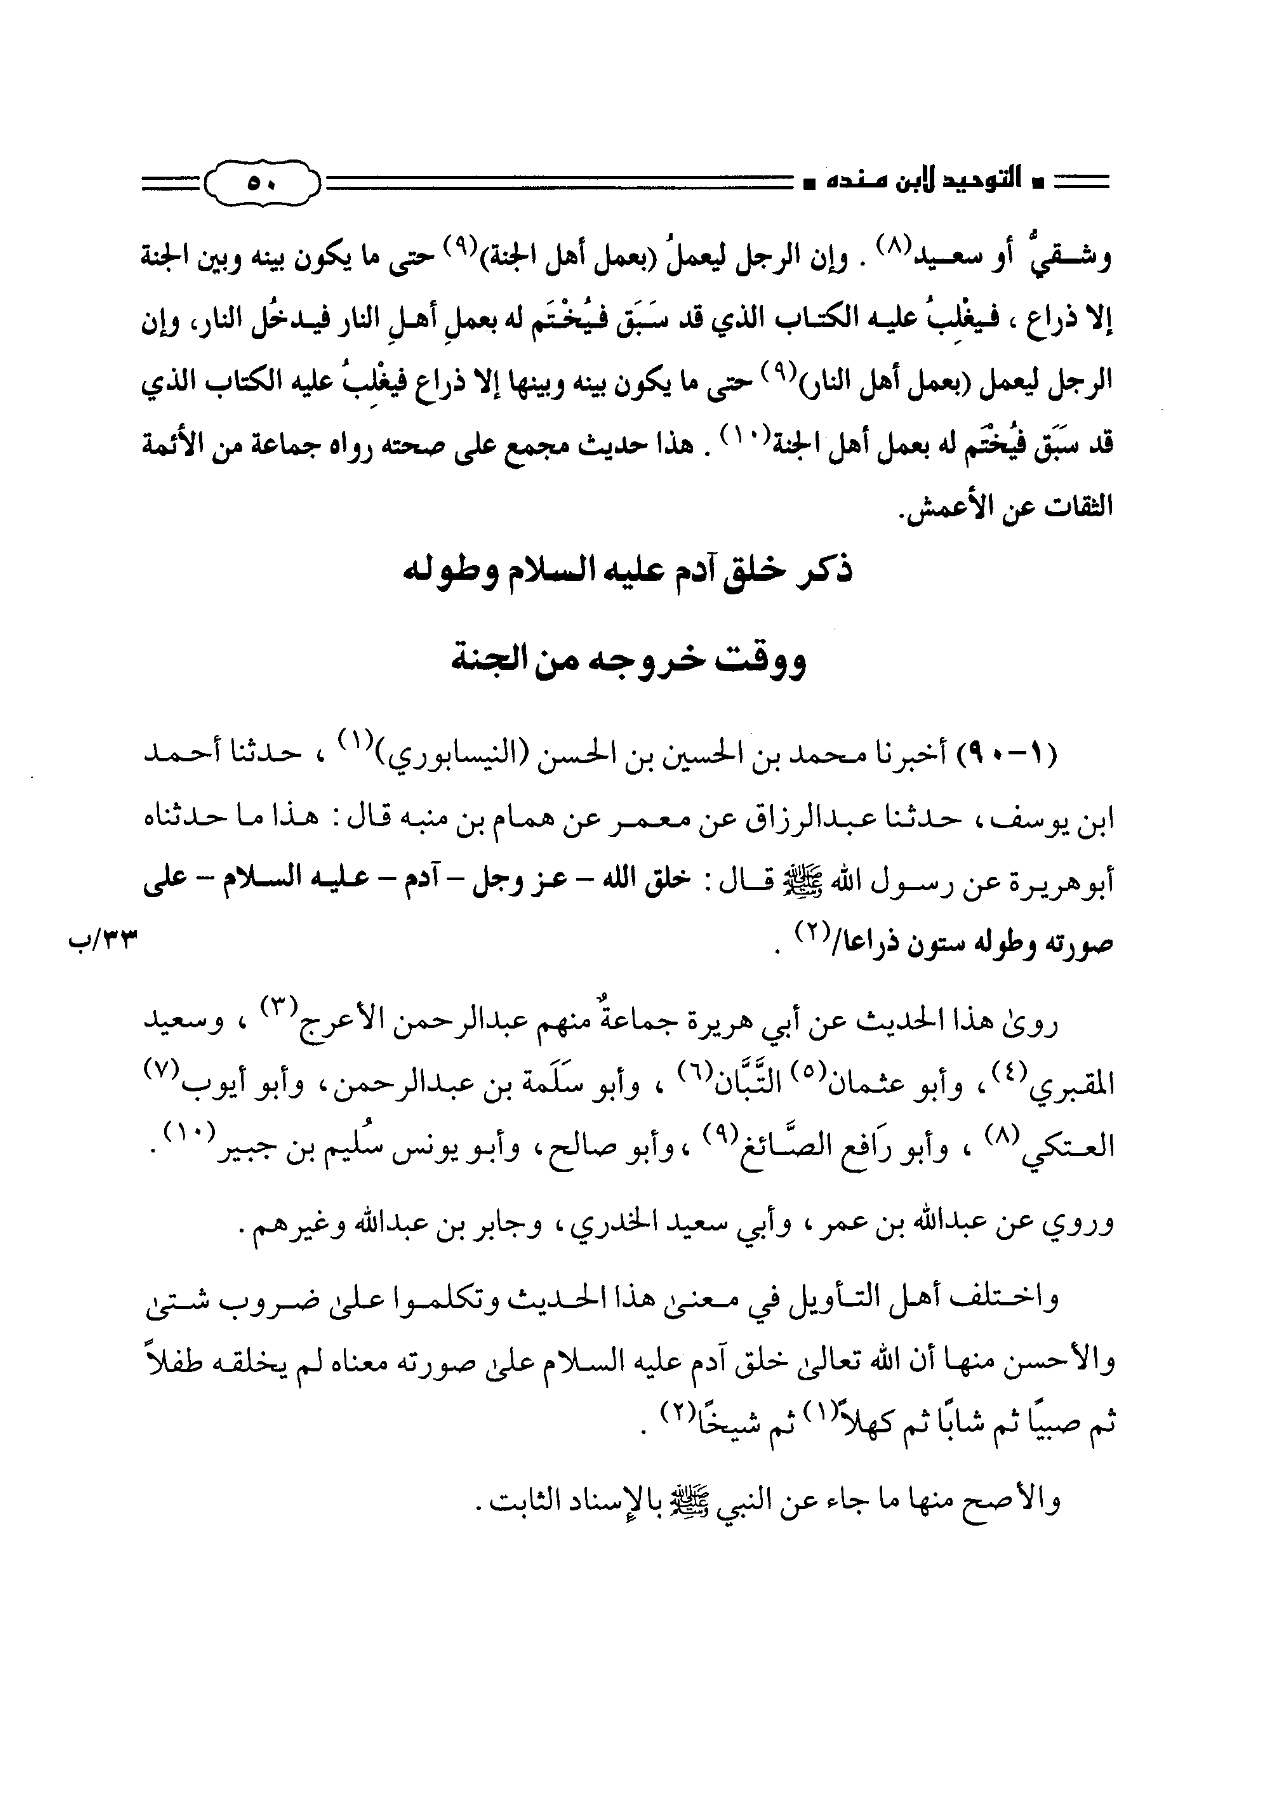 التوحيد لابن منده
٥٠
وشقيٌّ أو سعيد(٨) . وإن الرجل ليعملُ (بعمل أهل الجنة)(٩) حتى ما يكون بينه وبين الجنة
إلا ذراع ، فيغْلِبُ عليه الكتاب الذي قد سَبَق فيُخْتَم له بعملِ أهلِ النار فيدخُل النار، وإن
الرجل ليعمل (بعمل أهل النار)(٩) حتى ما يكون بينه وبينها إلا ذراع فيغْلِبُ عليه الكتاب الذي
قد سَبَق فيُخْتَم له بعمل أهل الجنة(١٠) . هذا حديث مجمع على صحته رواه جماعة من الأئمة
الثقات عن الأعمش.
ذكر خلق آدم عليه السلام وطوله
ووقت خروجه من الجنة
(١-٩٠) أخبرنا محمد بن الحسين بن الحسن (النيسابوري)(١) ، حدثنا أحمد
ابن يوسف، حدثنا عبدالرزاق عن معمر عن همام بن منبه قال: هذا ما حدثناه
أبوهريرة عن رسول الله ﷺ قال: خلق الله - عز وجل - آدم - عليه السلام - على
صورته وطوله ستون ذراعا/(٢) .
٣٣/ب
روىٰ هذا الحديث عن أبي هريرة جماعةٌ منهم عبدالرحمن الأعرج(٣) ، وسعيد
المقبري(٤)، وأبو عثمان(٥) التَّبَّان(٦) ، وأبو سَلَمة بن عبدالرحمن، وأبو أيوب(٧)
العتكي(٨) ، وأبو رَافع الصَّائغ(٩) ،وأبو صالح، وأبو يونس سُليم بن جبير(١٠).
وروي عن عبدالله بن عمر، وأبي سعيد الخدري، وجابر بن عبدالله وغيرهم.
واختلف أهل التأويل في معنىٰ هذا الحديث وتكلموا علىٰ ضروب شتىٰ
والأحسن منها أن الله تعالىٰ خلق آدم عليه السلام علىٰ صورته معناه لم يخلقه طفلاً
ثم صبيًا ثم شابًا ثم كهلاً(١) ثم شيخًا(٢) .
والأصح منها ما جاء عن النبي ﷺ بالإسناد الثابت.